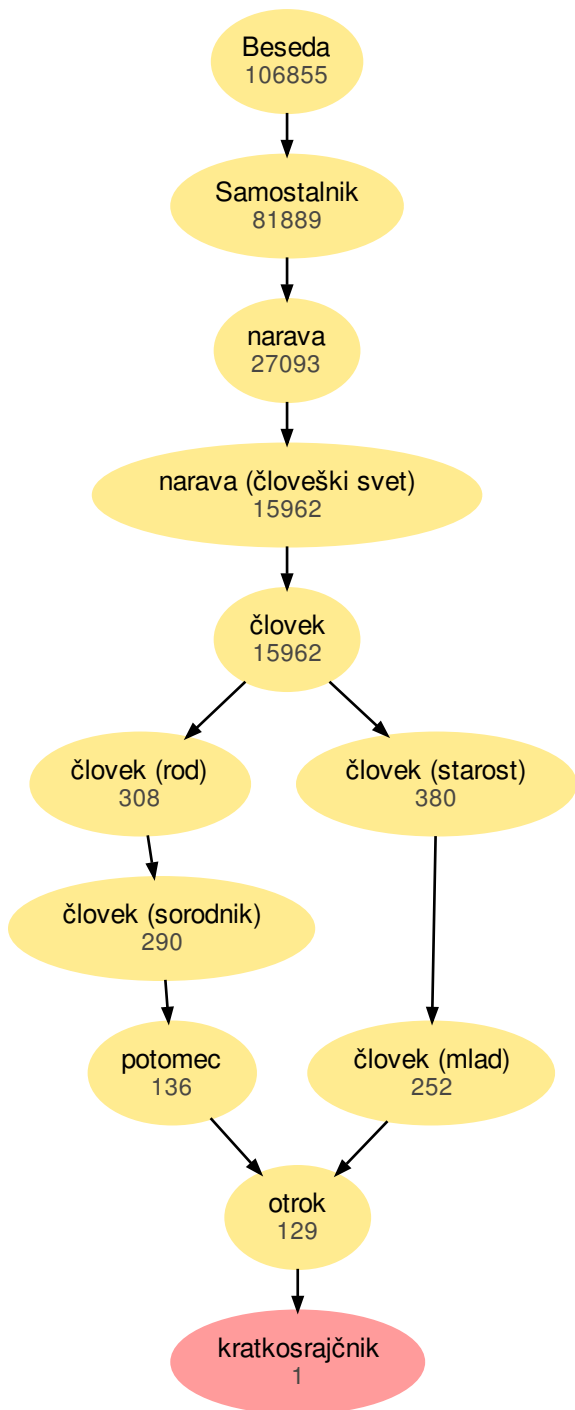 Beseda
106855
Samostalnik
81889
narava
27093
narava (človeški svet)
15962
človek
15962
človek (rod)
308
človek (starost)
380
človek (sorodnik)
290
potomec
136
človek (mlad)
252
otrok
129
kratkosrajčnik
1